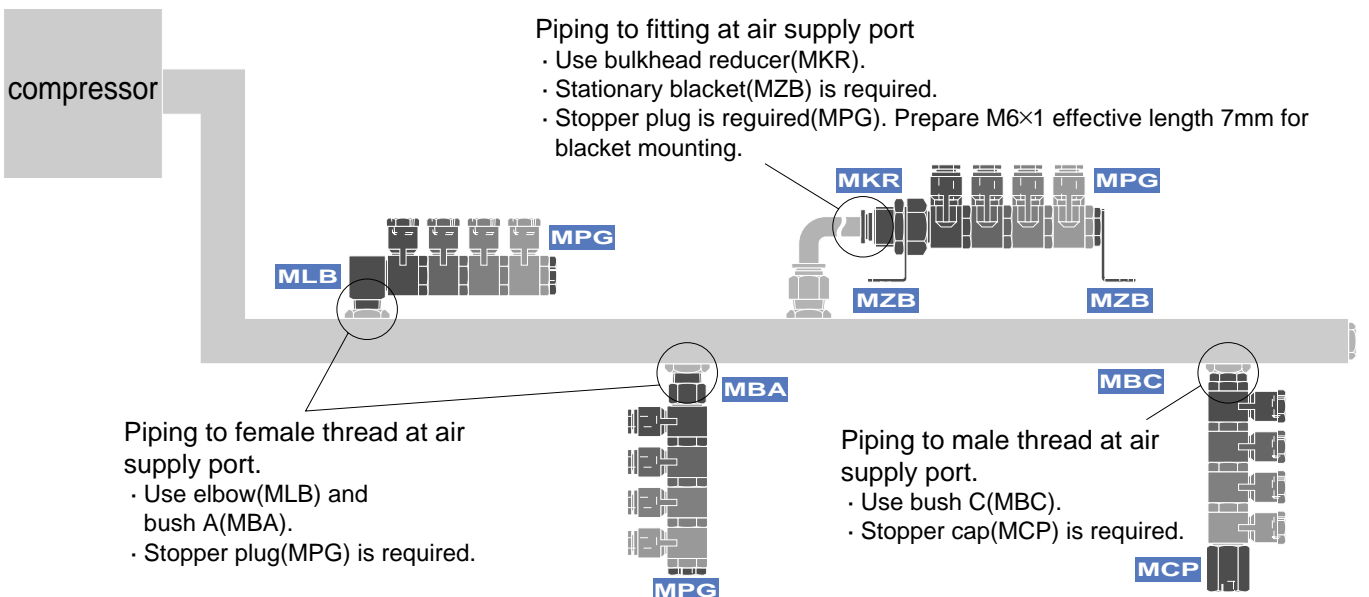 compressor
Piping to fitting at air supply port
· Use bulkhead reducer(MKR).
· Stationary blacket(MZB) is required.
· Stopper plug is reguired(MPG). Prepare M6×1 effective length 7mm for
blacket mounting.
MKR
MPG
MPG
MLB
MZB
MZB
MBA
MBC
Piping to female thread at air
supply port.
· Use elbow(MLB) and
bush A(MBA).
· Stopper plug(MPG) is required.
MPG
Piping to male thread at air
supply port.
· Use bush C(MBC).
· Stopper cap(MCP) is required.
MCP